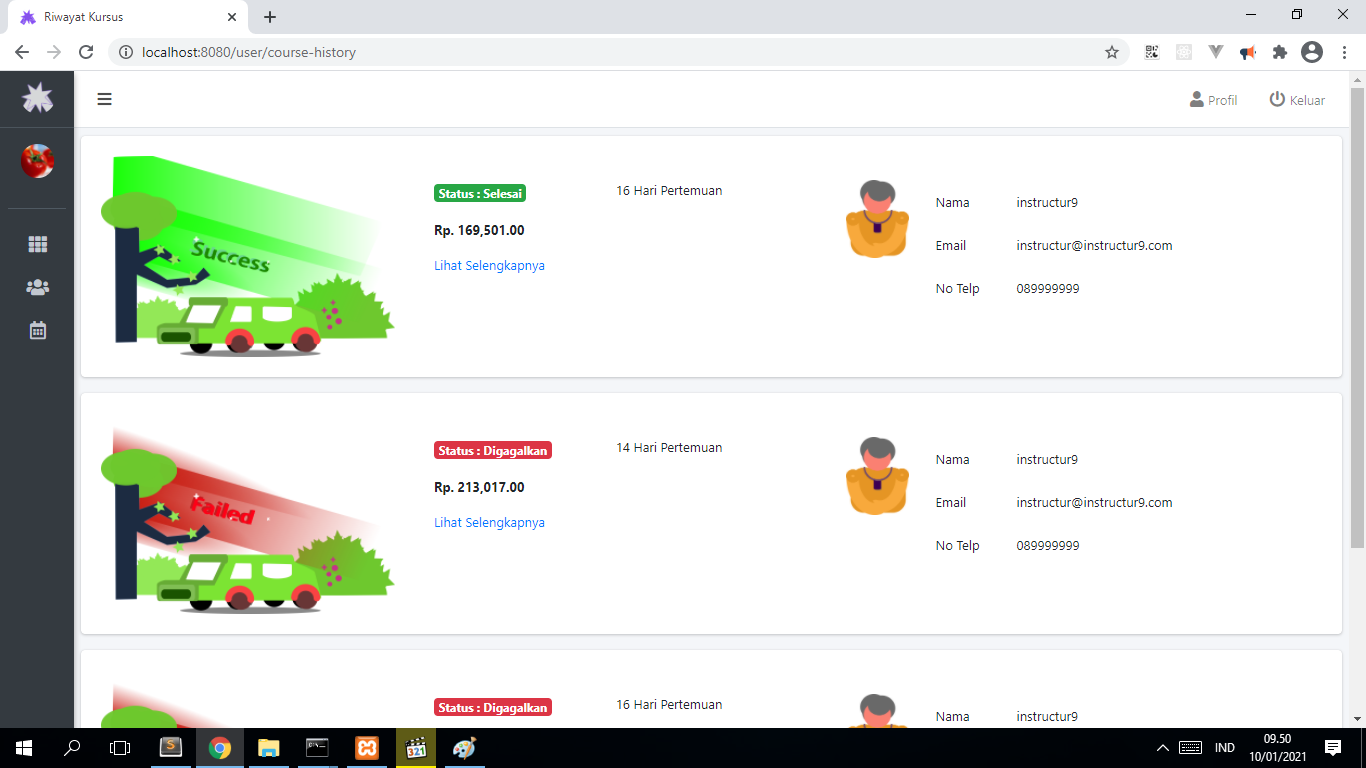 Riwayat Kursus
localhost:8080/user/course-history
Profil
Keluar
Success
Status : Selesai
Rp. 169,501.00
Lihat Selengkapnya
16 Hari Pertemuan
Nama instructur9
Email instructur@instructur9.com
No Telp 089999999
Failed
Status : Digagalkan
Rp. 213,017.00
Lihat Selengkapnya
14 Hari Pertemuan
Nama instructur9
Email instructur@instructur9.com
No Telp 089999999
Status : Digagalkan
16 Hari Pertemuan
Nama instructur9
321
IND
09.50
10/01/2021